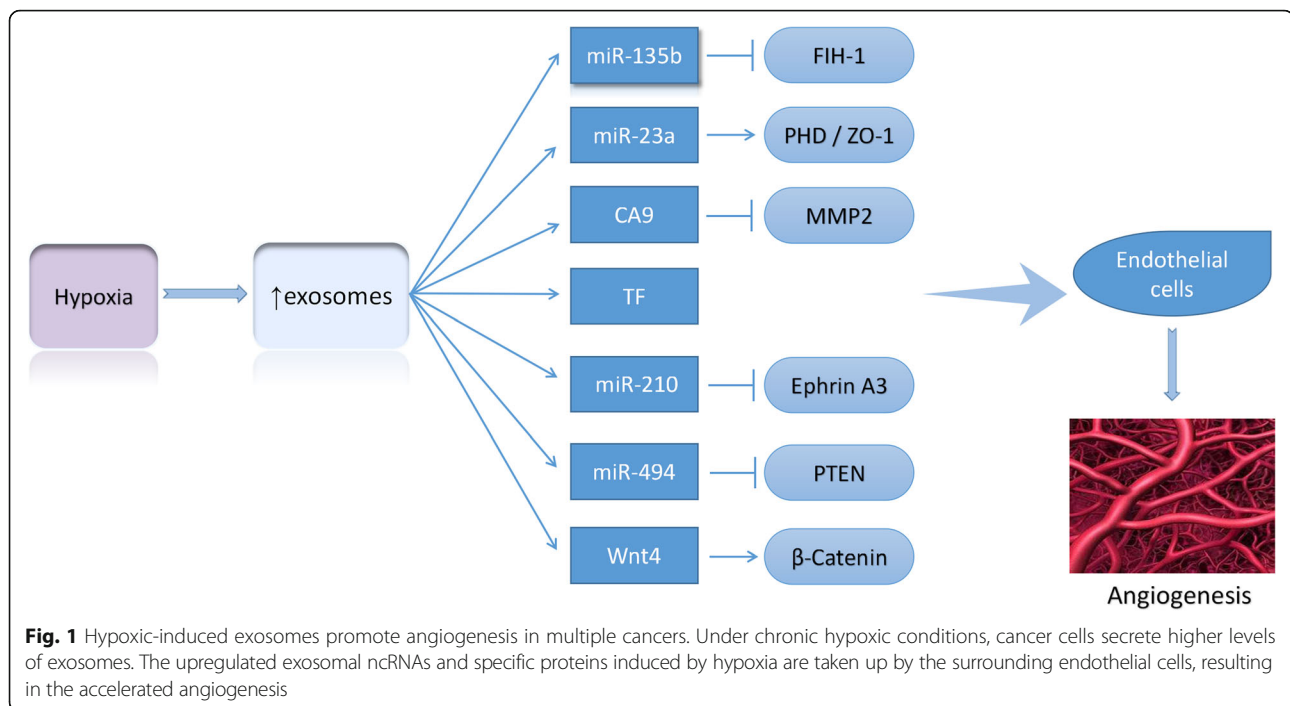 miR-135b
FIH-1
miR-23a
PHD / ZO-1
CA9
MMP2
Hypoxia
↑exosomes
TF
Endothelial
cells
miR-210
Ephrin A3
miR-494
PTEN
Wnt4
β-Catenin
Angiogenesis
Fig. 1 Hypoxic-induced exosomes promote angiogenesis in multiple cancers. Under chronic hypoxic conditions, cancer cells secrete higher levels
of exosomes. The upregulated exosomal ncRNAs and specific proteins induced by hypoxia are taken up by the surrounding endothelial cells, resulting
in the accelerated angiogenesis